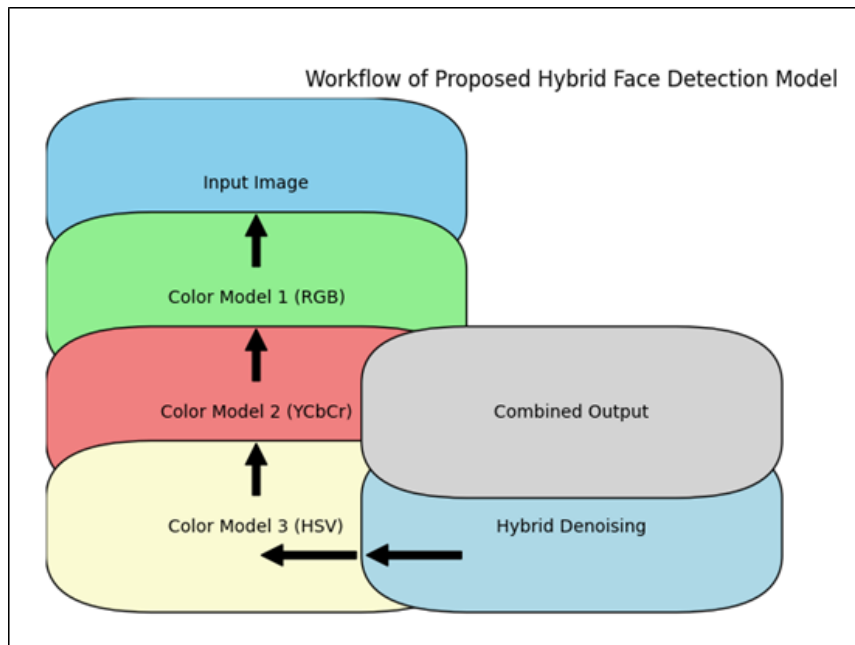 Workflow of Proposed Hybrid Face Detection Model
Input Image
Color Model 1 (RGB)
Color Model 2 (YCbCr)
Combined Output
Color Model 3 (HSV)
Hybrid Denoising